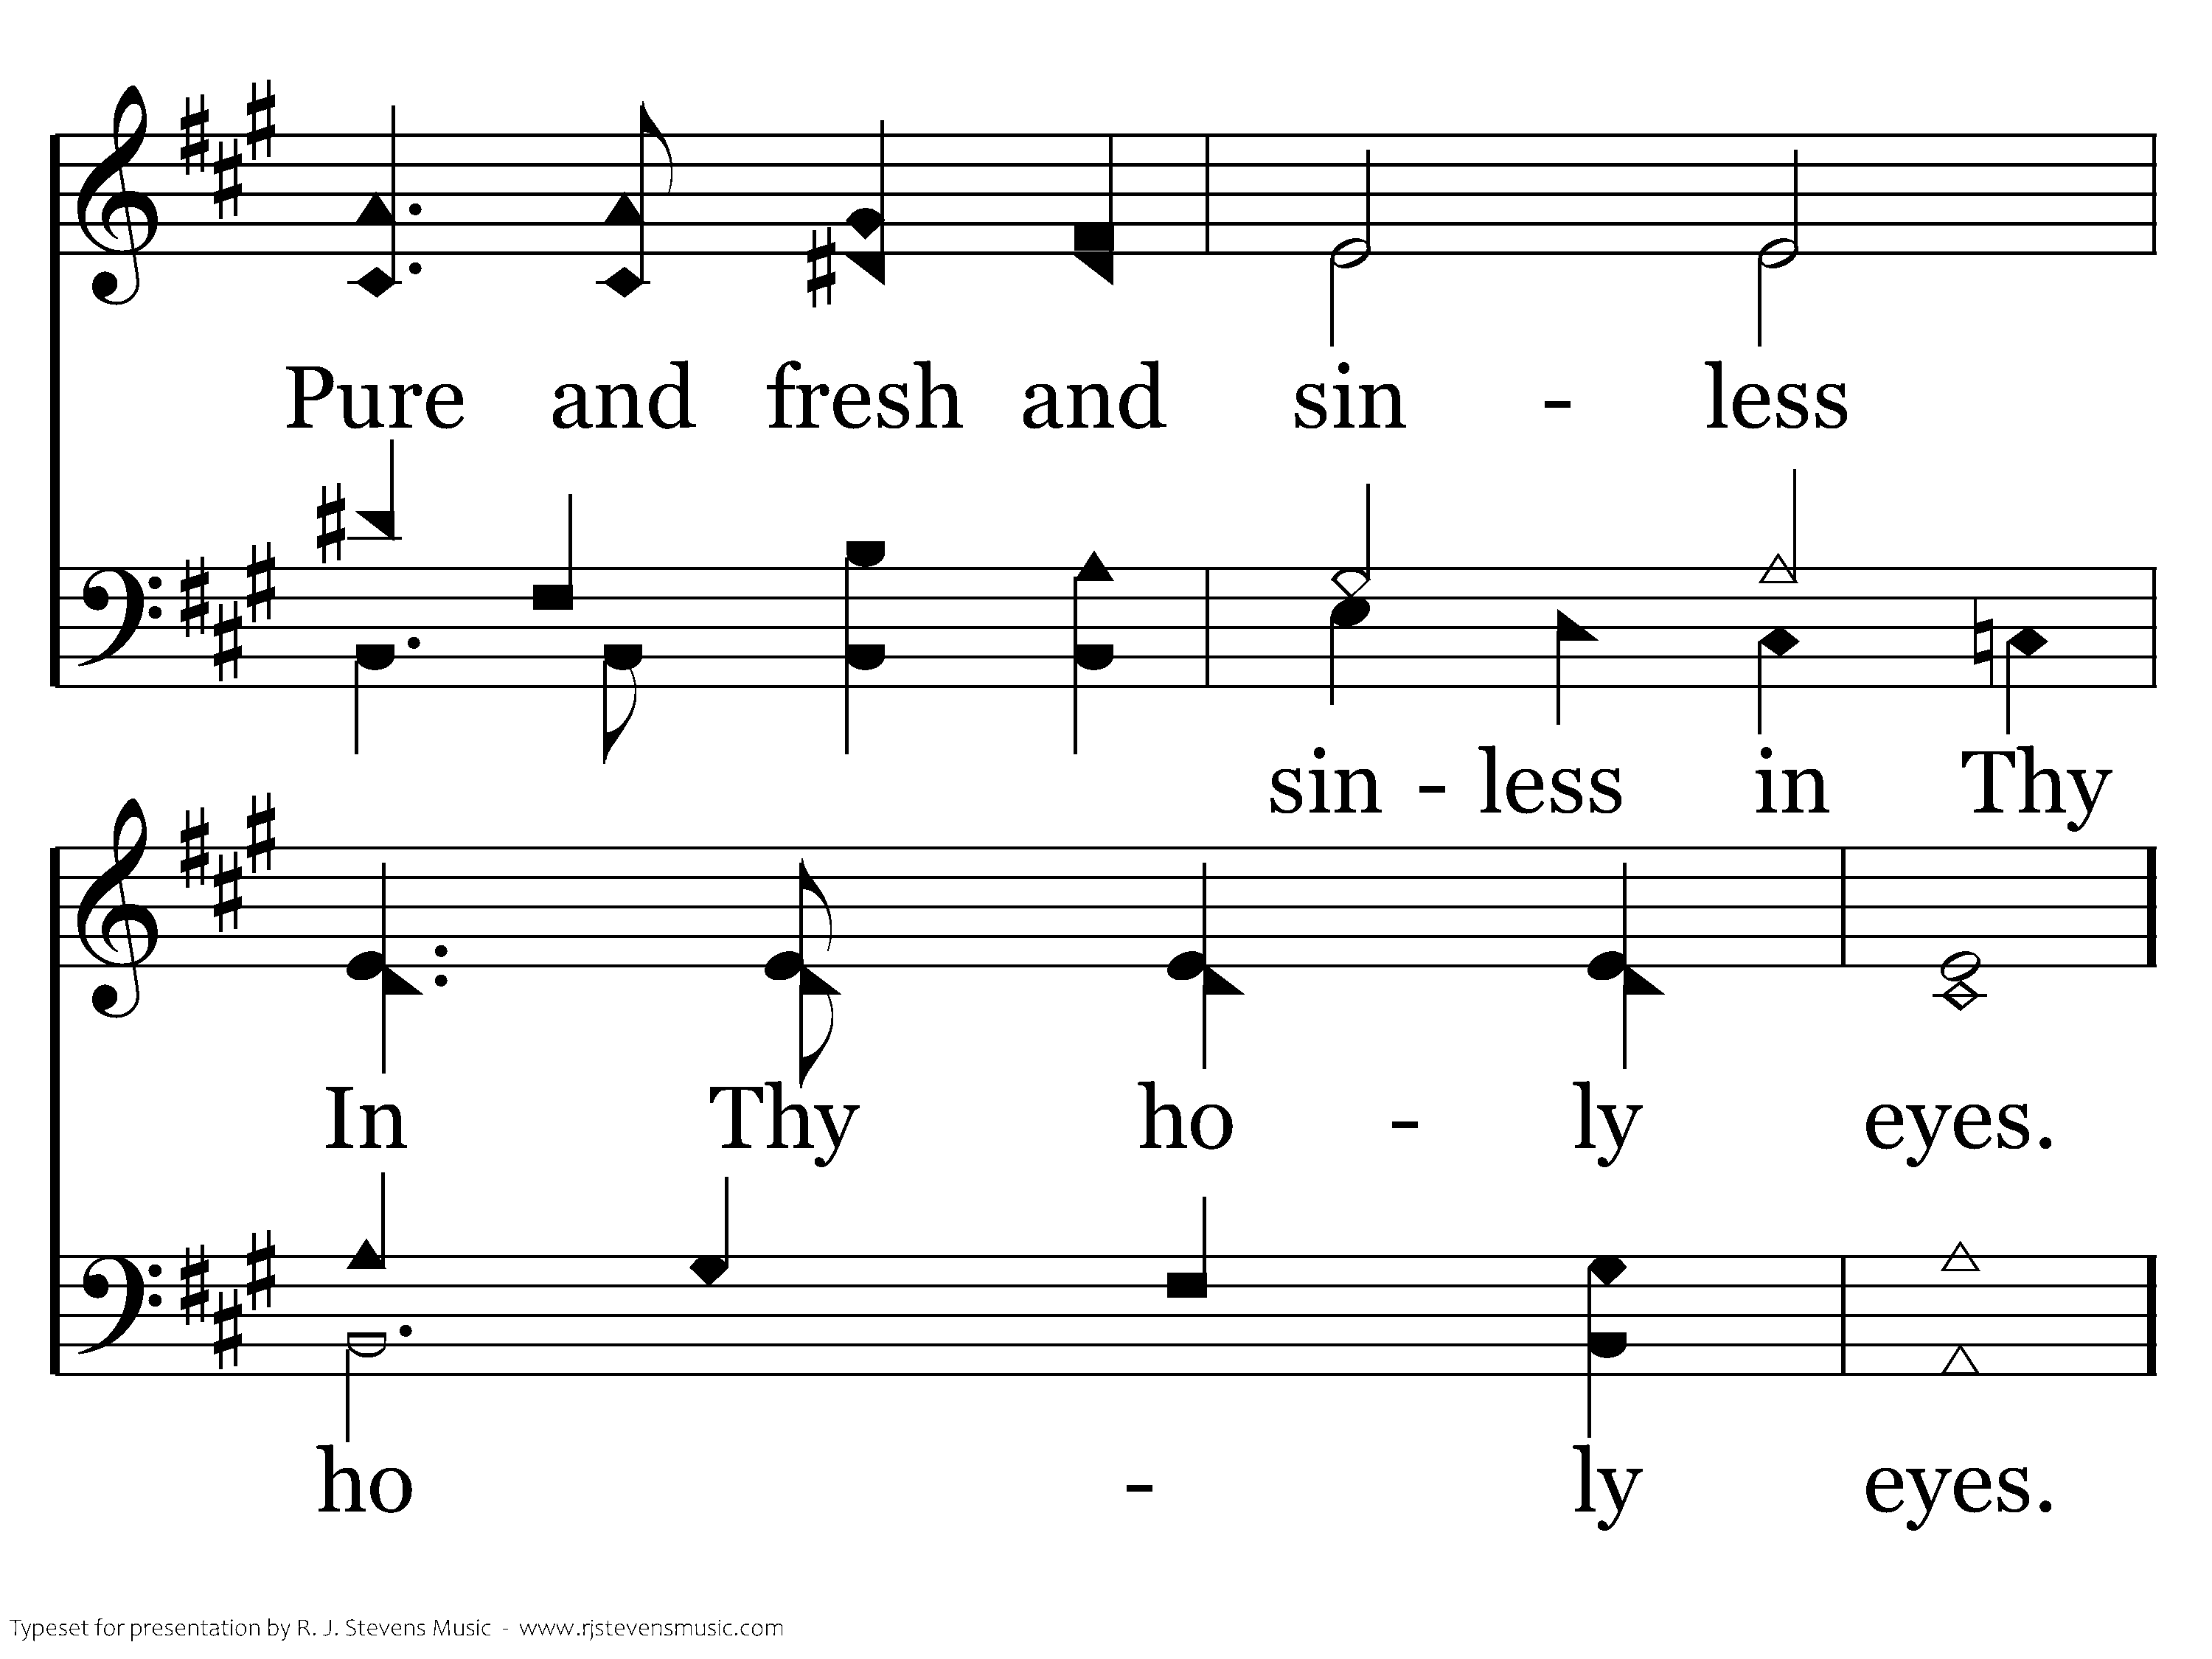 Pure and fresh and sin - less
sin - less in Thy
In Thy ho - ly eyes.
ho - ly eyes.
Typeset for presentation by R. J. Stevens Music - www.rjstevensmusic.com